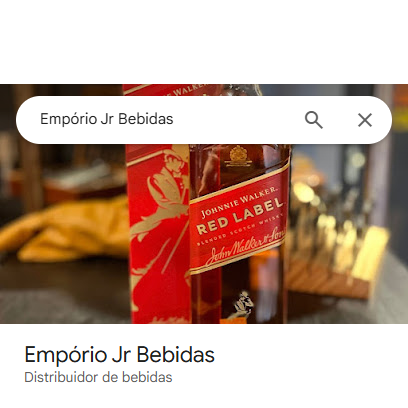 WALKER
Empório Jr Bebidas
JOHNNIE WALKER.
RED LABEL
BLENDED SCOTCH WHISKY
John Walker & Sons
Empório Jr Bebidas
Distribuidor de bebidas